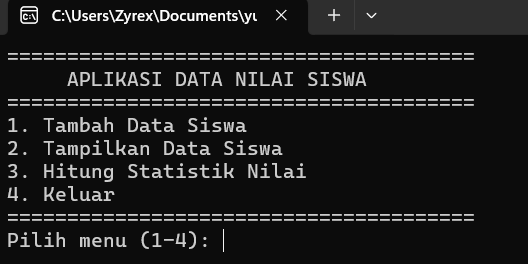 C:\Users\Zyrex\Documents\yu
=======================================
APLIKASI DATA NILAI SISWA
=======================================
1. Tambah Data Siswa
2. Tampilkan Data Siswa
3. Hitung Statistik Nilai
4. Keluar
=======================================
Pilih menu (1-4):